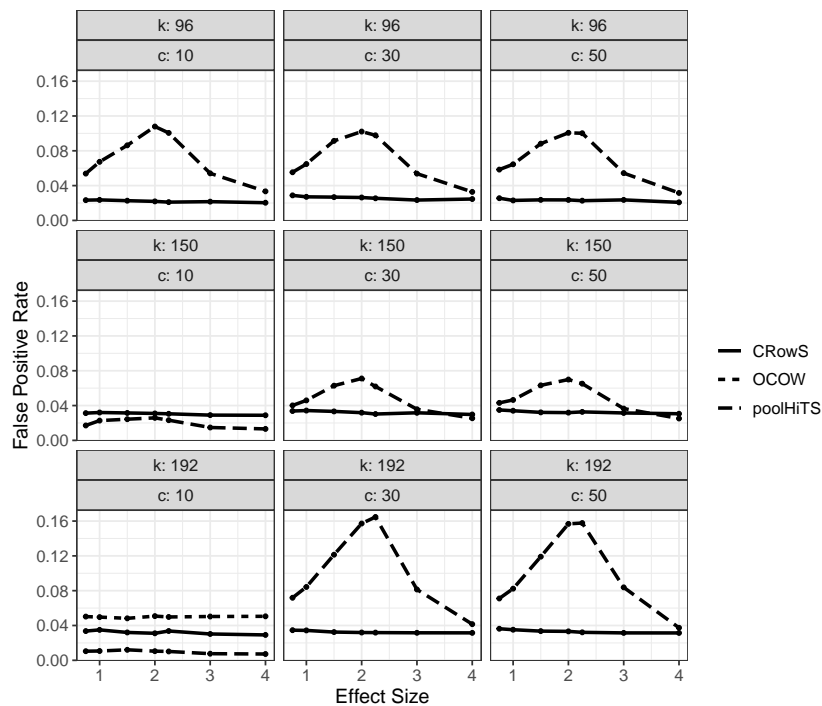 k: 96
k: 96
k: 96
c: 10
c: 30
c: 50
0.16
0.12
0.08
0.04
0.00
k: 150
k: 150
k: 150
c: 10
c: 30
c: 50
0.16
0.12
0.08
0.04
0.00
False Positive Rate
CRowS
OCOW
poolHiTS
k: 192
k: 192
k: 192
c: 10
c: 30
c: 50
0.16
0.12
0.08
0.04
0.00
1 2 3 4
1 2 3 4
1 2 3 4
Effect Size